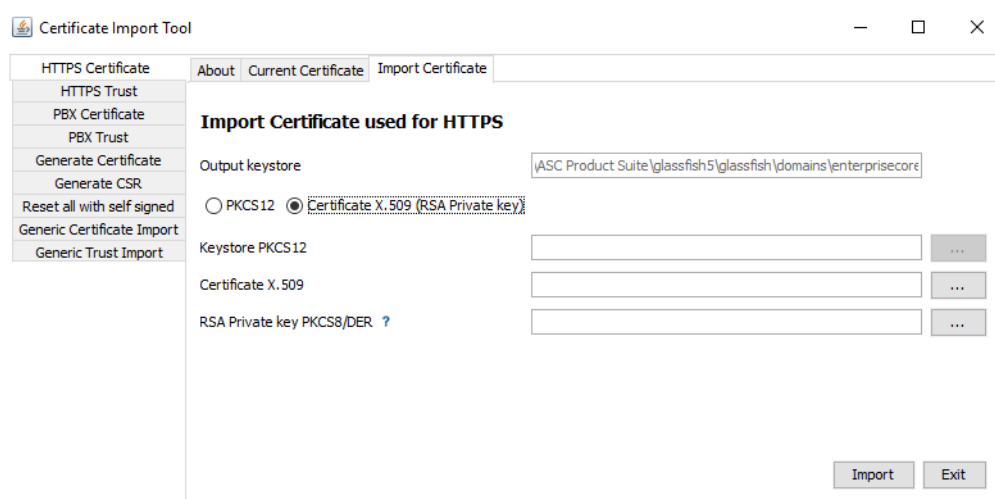 Certificate Import Tool
HTTPS Certificate
HTTPS Trust
PBX Certificate
PBX Trust
Generate Certificate
Generate CSR
Reset all with self signed
Generic Certificate Import
Generic Trust Import
About Current Certificate Import Certificate
Import Certificate used for HTTPS
Output keystore \ASC Product Suite\glassfish5\glassfish\domains\enterprisecore
PKCS12 Certificate X.509 (RSA Private key)
Keystore PKCS12 ...
Certificate X.509 ...
RSA Private key PKCS8/DER ? ...
Import Exit